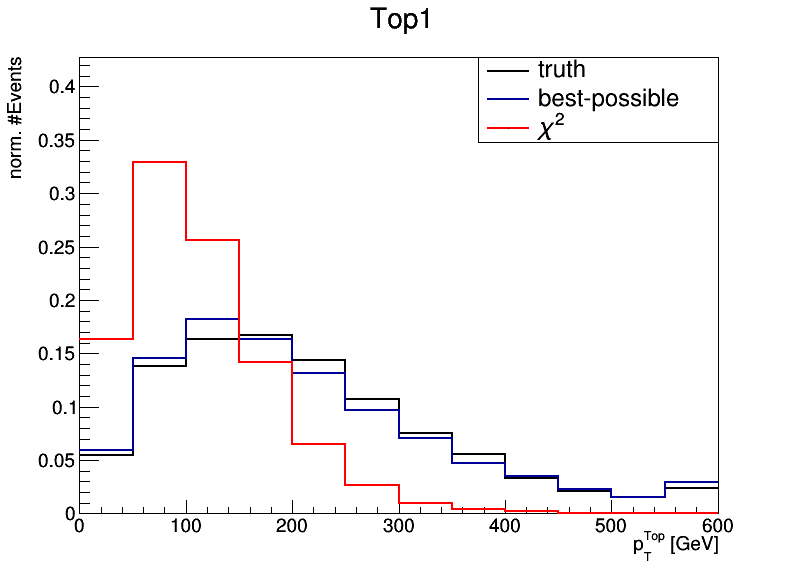 Top1
norm. #Events
truth
best-possible
χ²
0.4
0.35
0.3
0.25
0.2
0.15
0.1
0.05
0
0 100 200 300 400 500 600
p_T^Top [GeV]